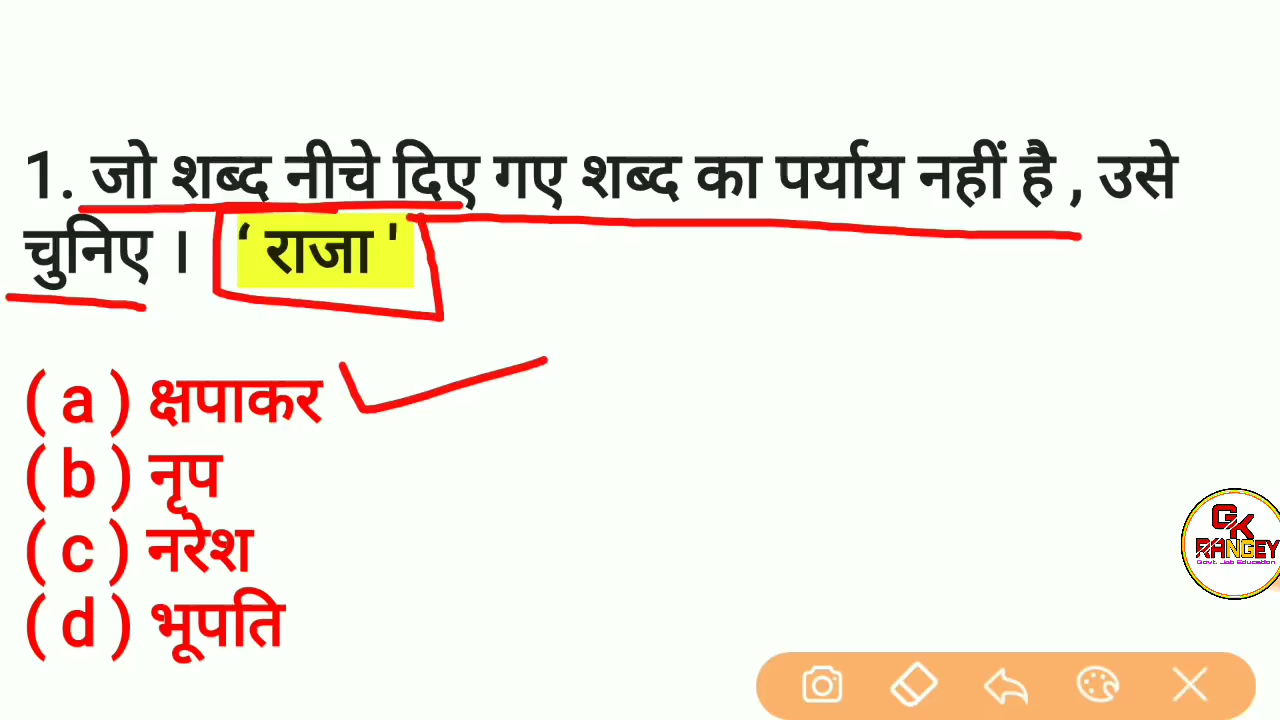 1. जो शब्द नीचे दिए गए शब्द का पर्याय नहीं है , उसे
चुनिए । ‘ राजा '
( a ) क्षपाकर
( b ) नृप
( c ) नरेश
( d ) भूपति
GK
RANGEY
Govt. Job Education